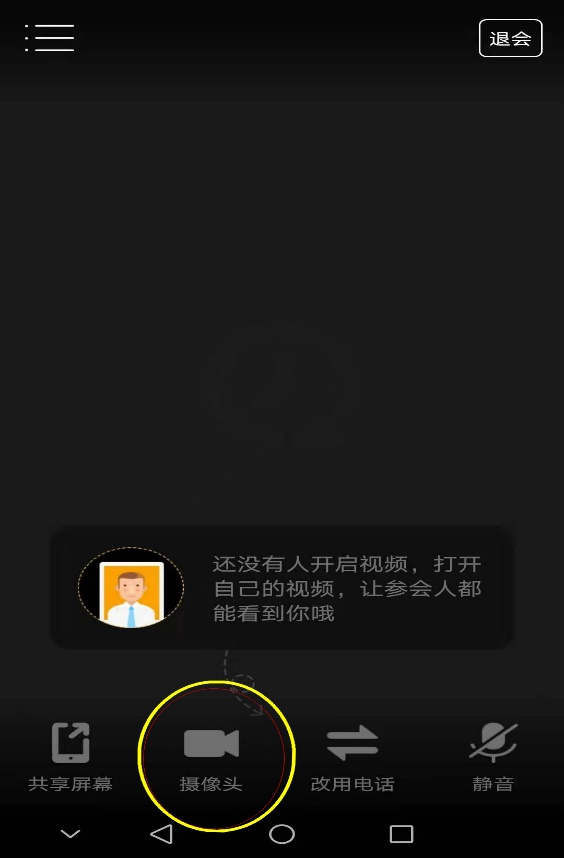 退会
还没有人开启视频，打开
自己的视频，让参会人都
能看到你哦
共享屏幕
摄像头
改用电话
静音